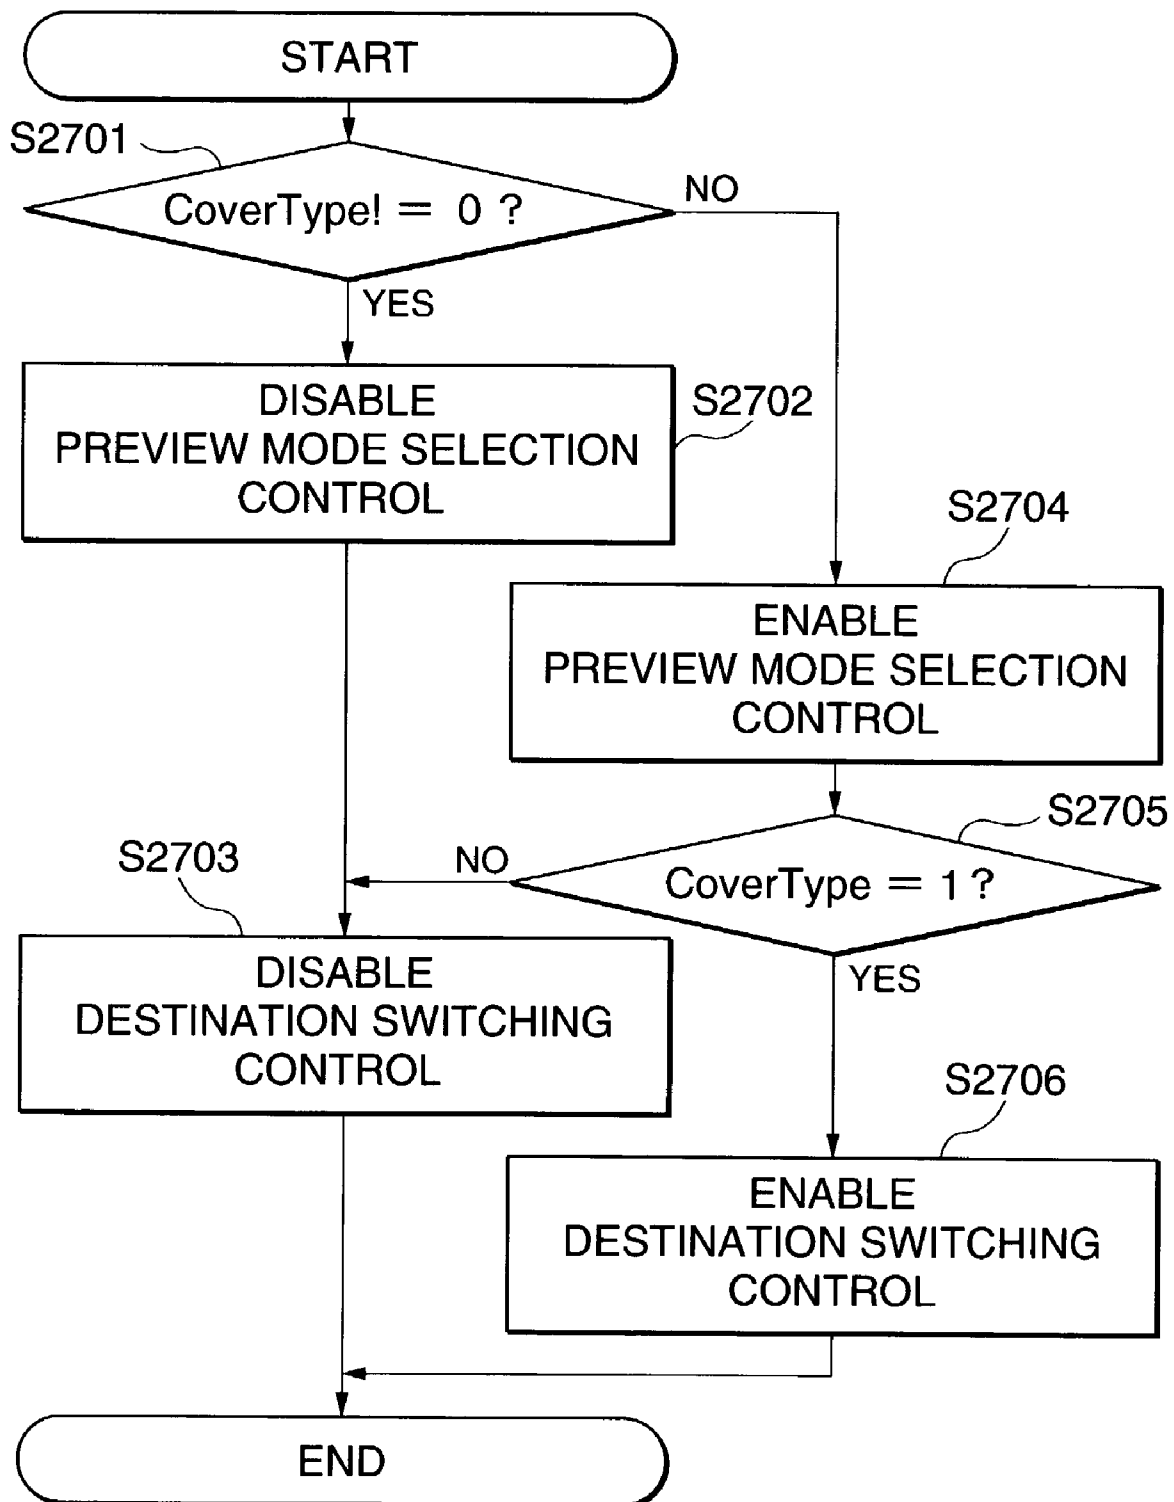 START
S2701
CoverType! = 0 ?
NO
YES
DISABLE
PREVIEW MODE SELECTION
CONTROL
S2702
S2704
ENABLE
PREVIEW MODE SELECTION
CONTROL
S2705
CoverType = 1 ?
NO
YES
S2703
DISABLE
DESTINATION SWITCHING
CONTROL
S2706
ENABLE
DESTINATION SWITCHING
CONTROL
END